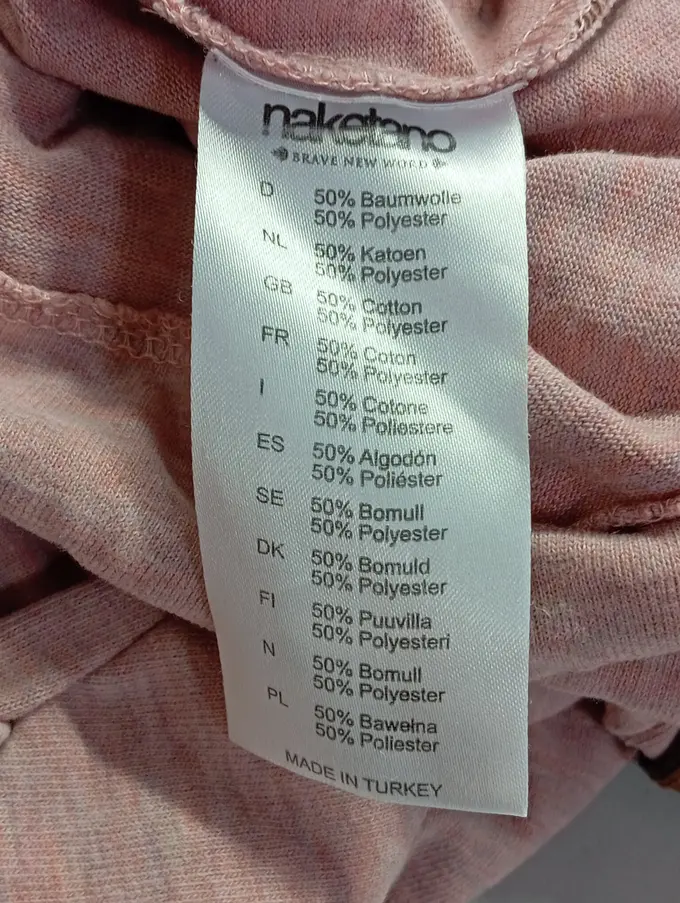 naketano
BRAVE NEW WORD
D 50% Baumwolle
50% Polyester
NL 50% Katoen
50% Polyester
GB 50% Cotton
50% Polyester
FR 50% Coton
50% Polyester
I 50% Cotone
50% Poliestere
ES 50% Algodón
50% Poliéster
SE 50% Bomull
50% Polyester
DK 50% Bomuld
50% Polyester
FI 50% Puuvilla
50% Polyesteri
N 50% Bomull
50% Polyester
PL 50% Bawełna
50% Poliester
MADE IN TURKEY